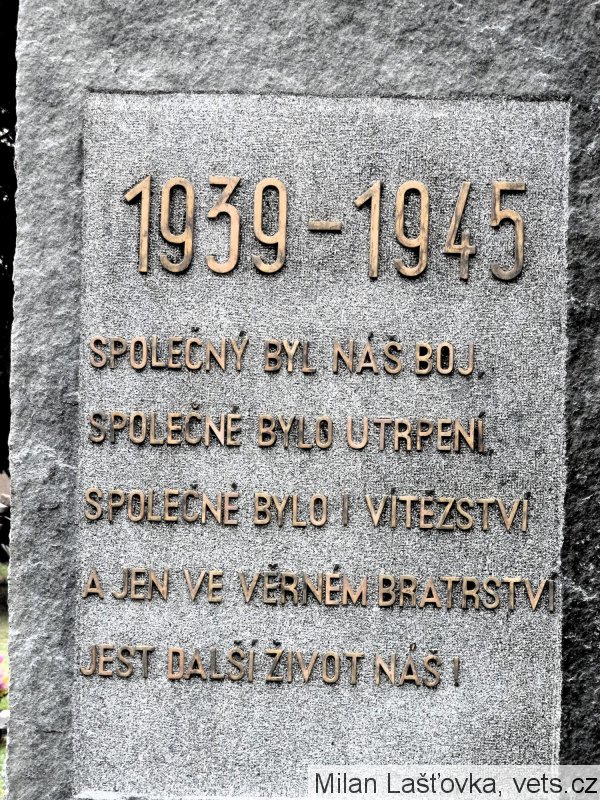 1939-1945
SPOLEČNÝ BYL NÁŠ BOJ,
SPOLEČNÉ BYLO UTRPENÍ,
SPOLEČNÉ BYLO I VÍTĚZSTVÍ
A JEN VE VĚRNÉM BRATRSTVÍ
JEST DALŠÍ ŽIVOT NÁŠ !
Milan Lašťovka, vets.cz